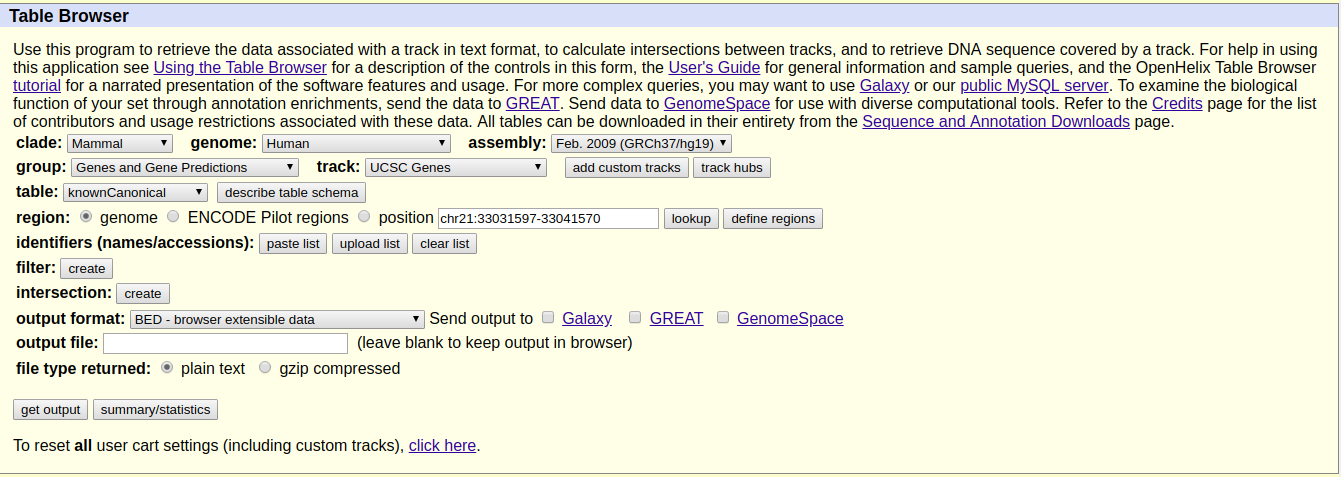 Table Browser
Use this program to retrieve the data associated with a track in text format, to calculate intersections between tracks, and to retrieve DNA sequence covered by a track. For help in using
this application see Using the Table Browser for a description of the controls in this form, the User's Guide for general information and sample queries, and the OpenHelix Table Browser
tutorial for a narrated presentation of the software features and usage. For more complex queries, you may want to use Galaxy or our public MySQL server. To examine the biological
function of your set through annotation enrichments, send the data to GREAT. Send data to GenomeSpace for use with diverse computational tools. Refer to the Credits page for the list
of contributors and usage restrictions associated with these data. All tables can be downloaded in their entirety from the Sequence and Annotation Downloads page.
clade: Mammal genome: Human assembly: Feb. 2009 (GRCh37/hg19)
group: Genes and Gene Predictions track: UCSC Genes add custom tracks track hubs
table: knownCanonical describe table schema
region: genome ENCODE Pilot regions position chr21:33031597-33041570 lookup define regions
identifiers (names/accessions): paste list upload list clear list
filter: create
intersection: create
output format: BED - browser extensible data Send output to Galaxy GREAT GenomeSpace
output file: (leave blank to keep output in browser)
file type returned: plain text gzip compressed
get output summary/statistics
To reset all user cart settings (including custom tracks), click here.